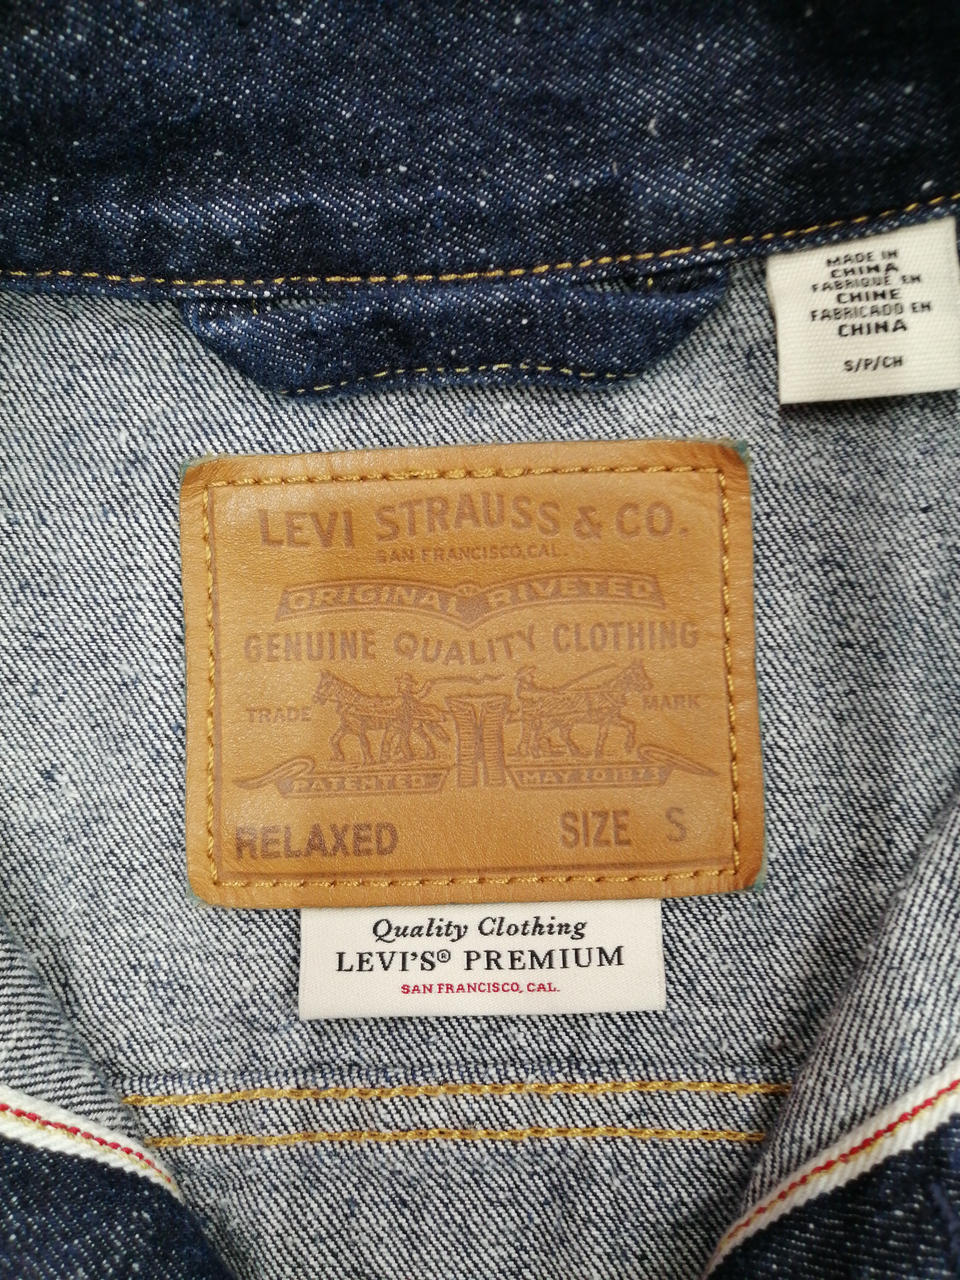 MADE IN
CHINA
FABRIQUÉ EN
CHINE
FABRICADO EN
CHINA
S/P/CH
LEVI STRAUSS & CO.
SAN FRANCISCO, CAL.
ORIGINAL RIVETED
GENUINE QUALITY CLOTHING
TRADE MARK
PATENTED MAY 20 1873
RELAXED SIZE S
Quality Clothing
LEVI'S® PREMIUM
SAN FRANCISCO, CAL.